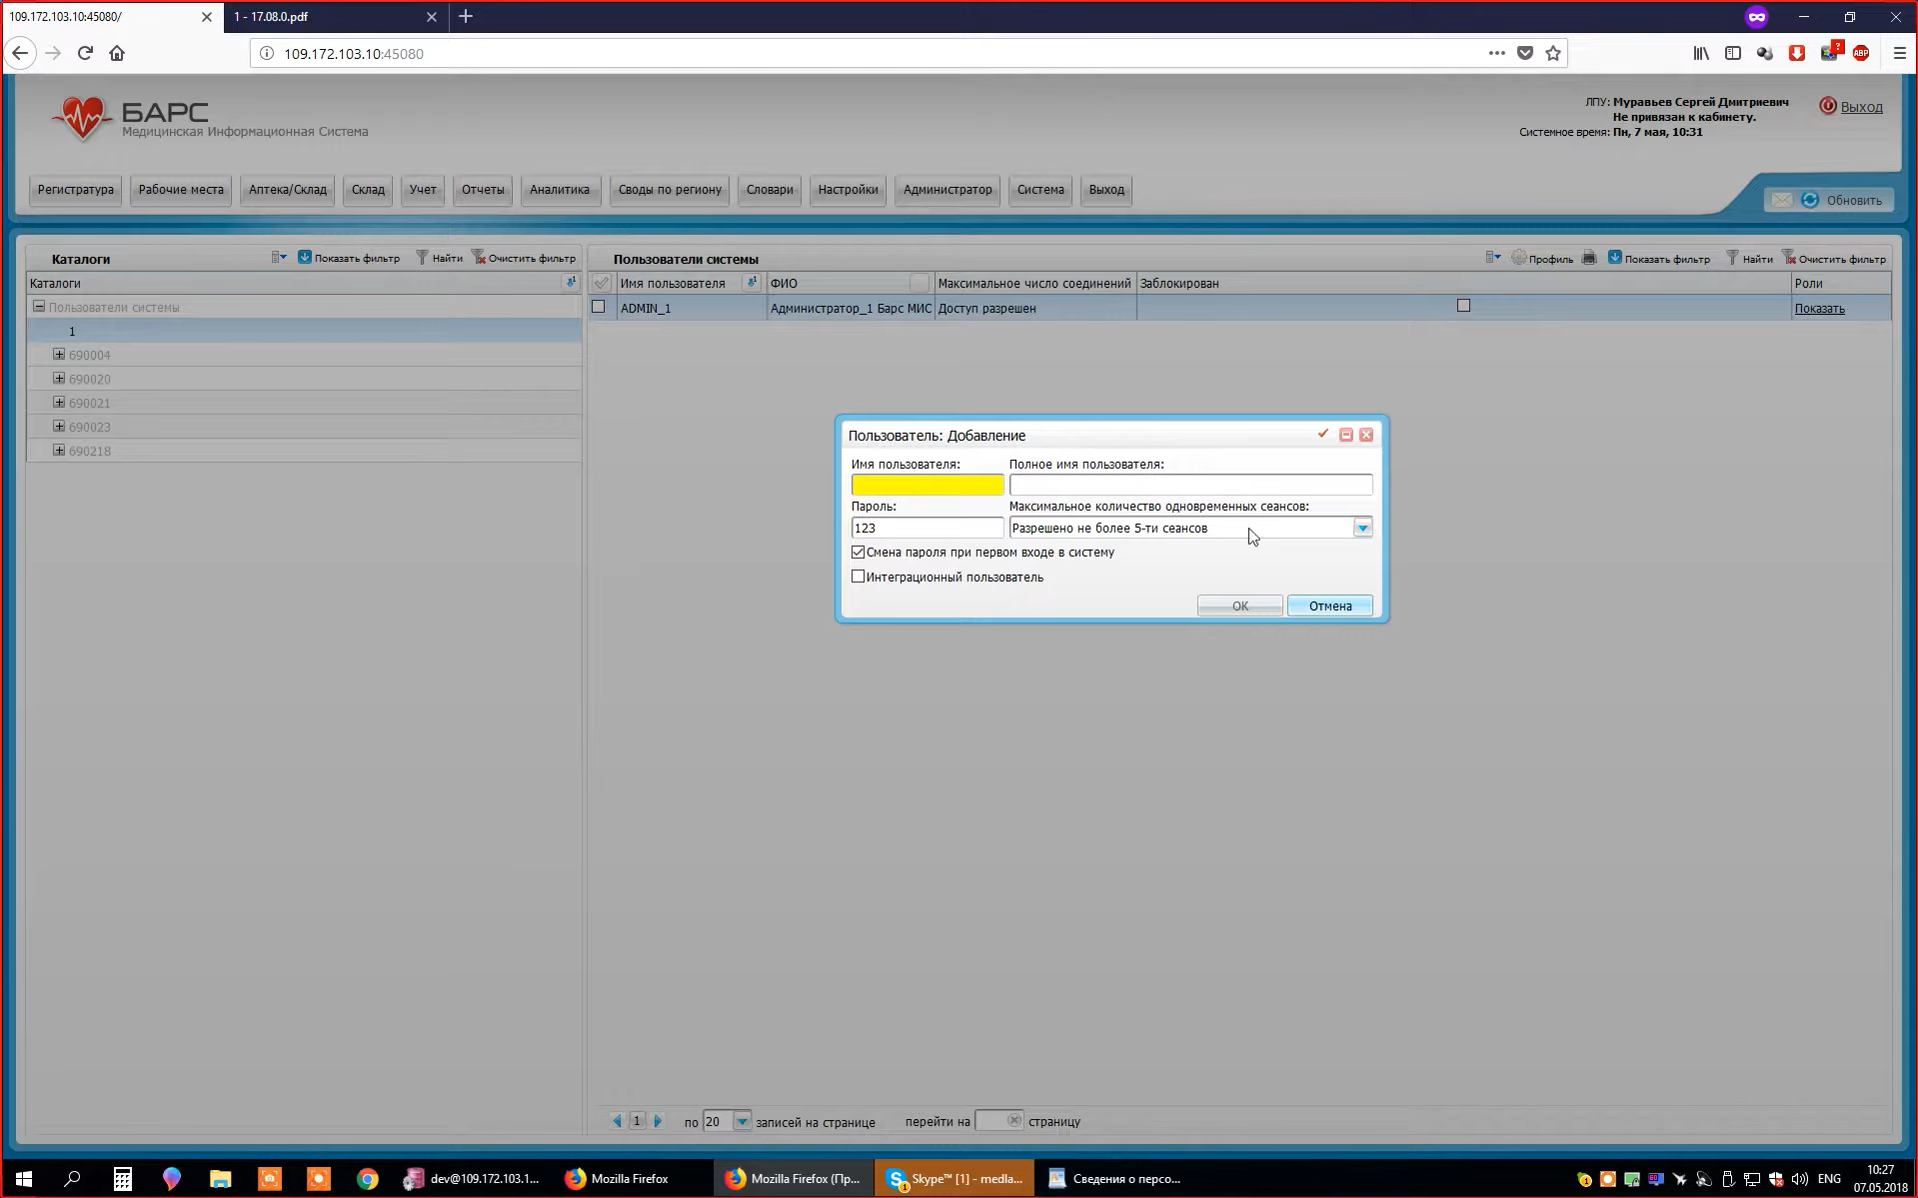 109.172.103.10:45080/
1 - 17.08.0.pdf
109.172.103.10:45080
ABP
БАРС
Медицинская Информационная Система
ЛПУ: Муравьев Сергей Дмитриевич
Не привязан к кабинету.
Системное время: Пн, 7 мая, 10:31
Выход
Регистратура Рабочие места Аптека/Склад Склад Учет Отчеты Аналитика Своды по региону Словари Настройки Администратор Система Выход
Обновить
Каталоги Показать фильтр Найти Очистить фильтр
Каталоги
Пользователи системы
1
690004
690020
690021
690023
690218
Пользователи системы Профиль Показать фильтр Найти Очистить фильтр
Имя пользователя ФИО Максимальное число соединений Заблокирован Роли
ADMIN_1 Администратор_1 Барс МИС Доступ разрешен Показать
Пользователь: Добавление
Имя пользователя: Полное имя пользователя:
Пароль: Максимальное количество одновременных сеансов:
123 Разрешено не более 5-ти сеансов
Смена пароля при первом входе в систему
Интеграционный пользователь
OK Отмена
1 по 20 записей на странице перейти на страницу
dev@109.172.103.1... Mozilla Firefox Mozilla Firefox (Пр... Skype™ [1] - medla... Сведения о персо...
ENG
10:27
07.05.2018